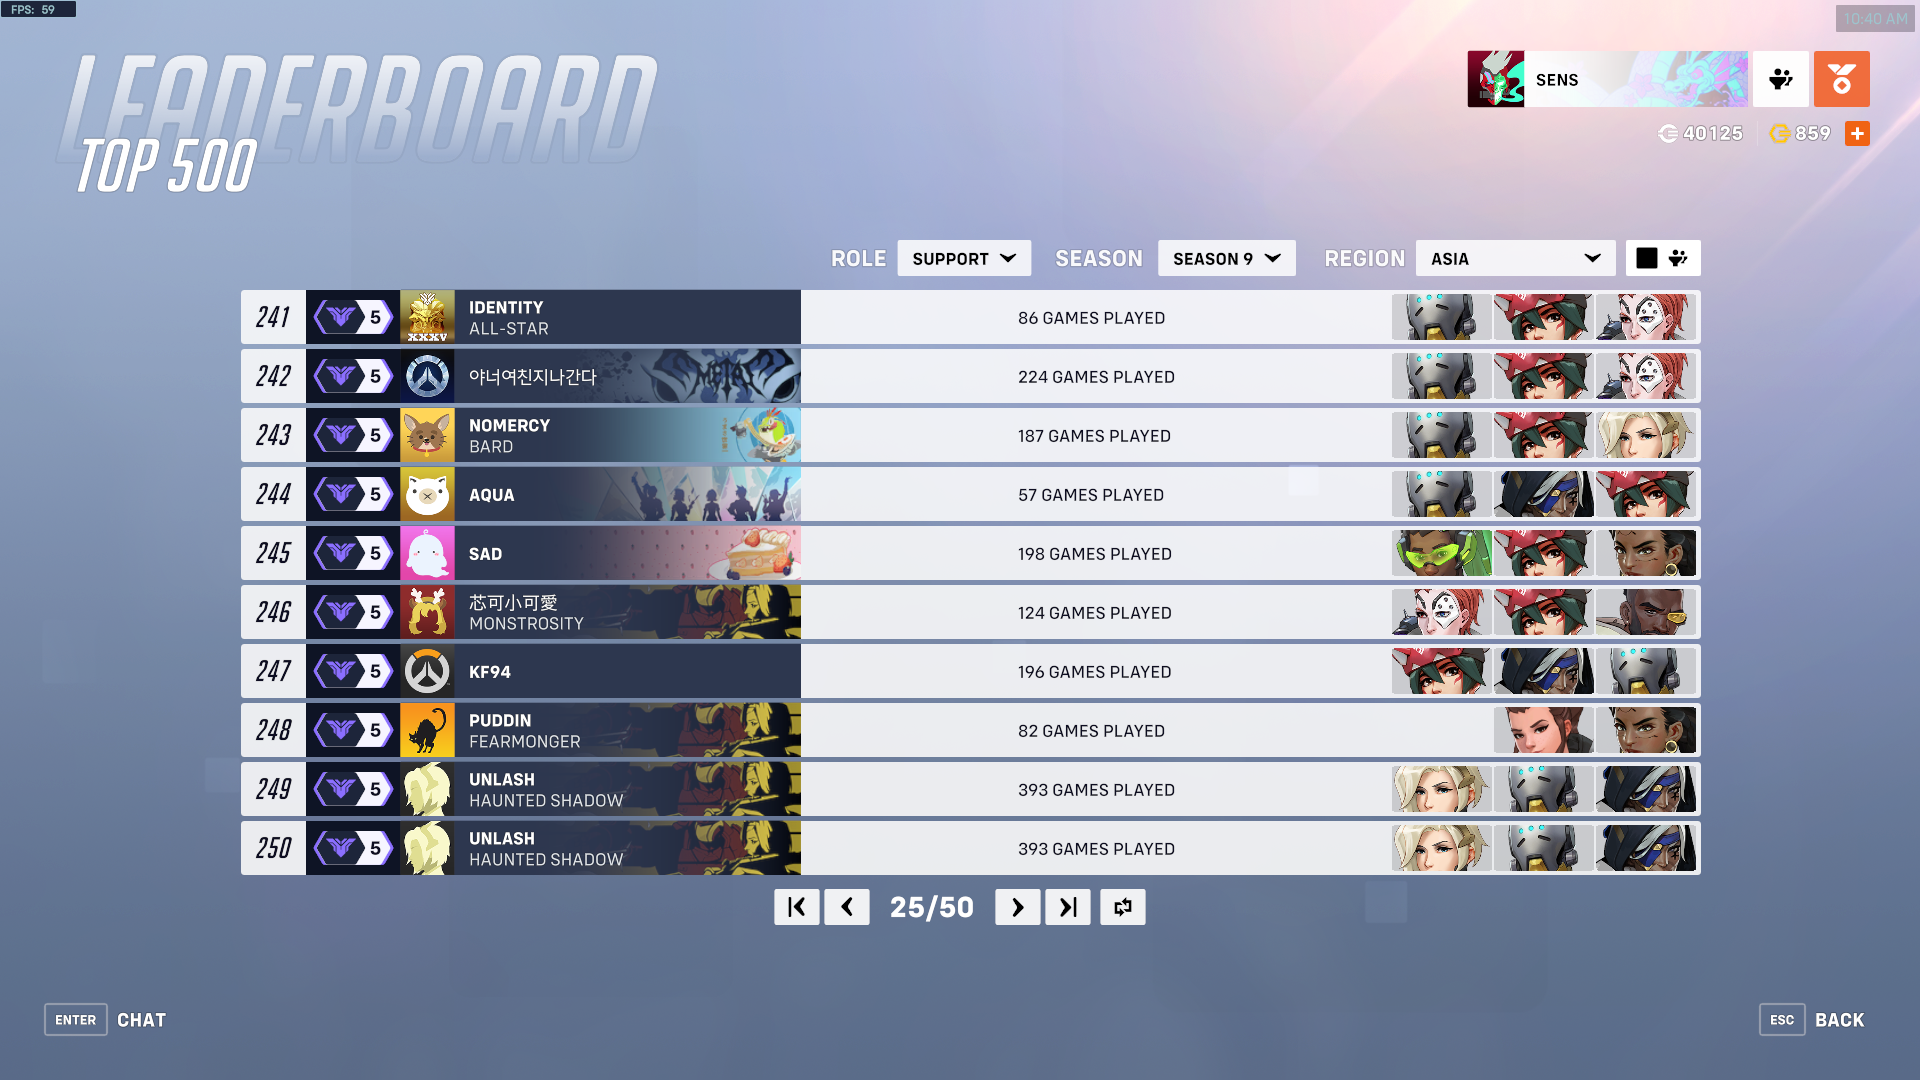 FPS: 59
10:40 AM
LEADERBOARD
TOP 500
SENS
40125
859
ROLE
SUPPORT
SEASON
SEASON 9
REGION
ASIA
241
5
XXXV
IDENTITY
ALL-STAR
86 GAMES PLAYED
242
5
야너여친지나간다
224 GAMES PLAYED
243
5
NOMERCY
BARD
187 GAMES PLAYED
244
5
AQUA
57 GAMES PLAYED
245
5
SAD
198 GAMES PLAYED
246
5
芯可小可愛
MONSTROSITY
124 GAMES PLAYED
247
5
KF94
196 GAMES PLAYED
248
5
PUDDIN
FEARMONGER
82 GAMES PLAYED
249
5
UNLASH
HAUNTED SHADOW
393 GAMES PLAYED
250
5
UNLASH
HAUNTED SHADOW
393 GAMES PLAYED
25/50
ENTER
CHAT
ESC
BACK